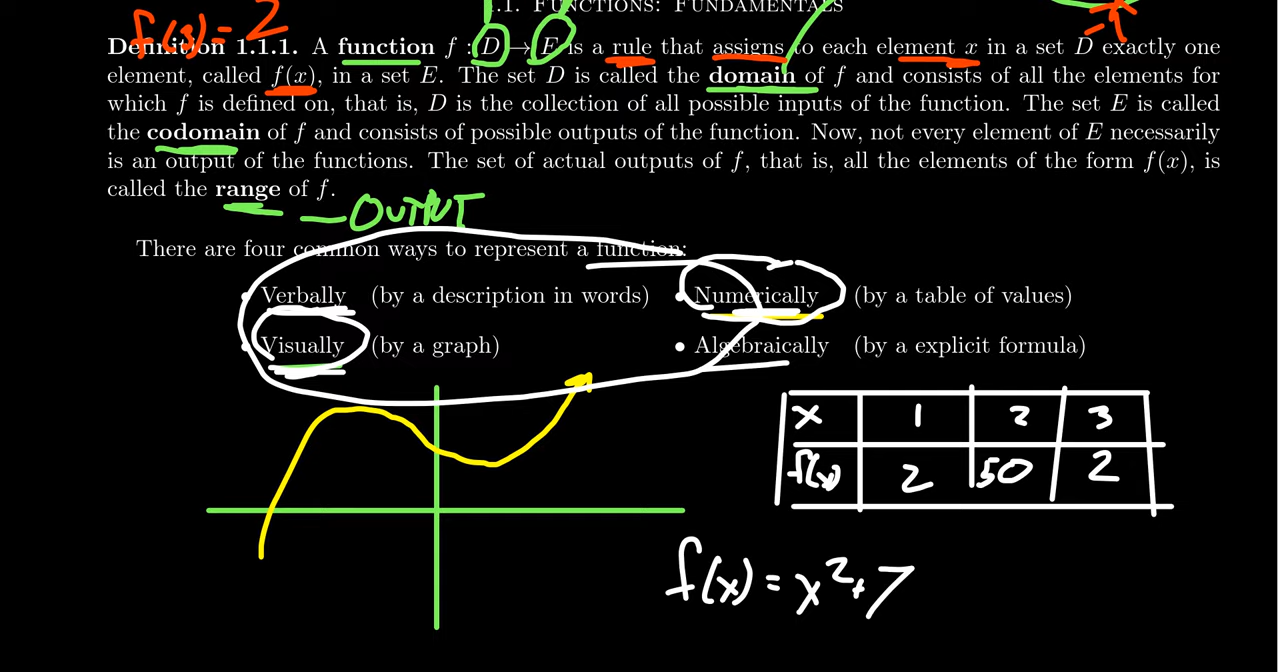 1.1. FUNCTIONS: FUNDAMENTALS
f(3) = 2
Definition 1.1.1. A function f : D → E is a rule that assigns to each element x in a set D exactly one
element, called f(x), in a set E. The set D is called the domain of f and consists of all the elements for
which f is defined on, that is, D is the collection of all possible inputs of the function. The set E is called
the codomain of f and consists of possible outputs of the function. Now, not every element of E necessarily
is an output of the functions. The set of actual outputs of f, that is, all the elements of the form f(x), is
called the range of f.
— OUTPUT
There are four common ways to represent a function:
• Verbally (by a description in words) • Numerically (by a table of values)
• Visually (by a graph) • Algebraically (by a explicit formula)
x 1 2 3
f(x) 2 50 2
f(x) = x²+7